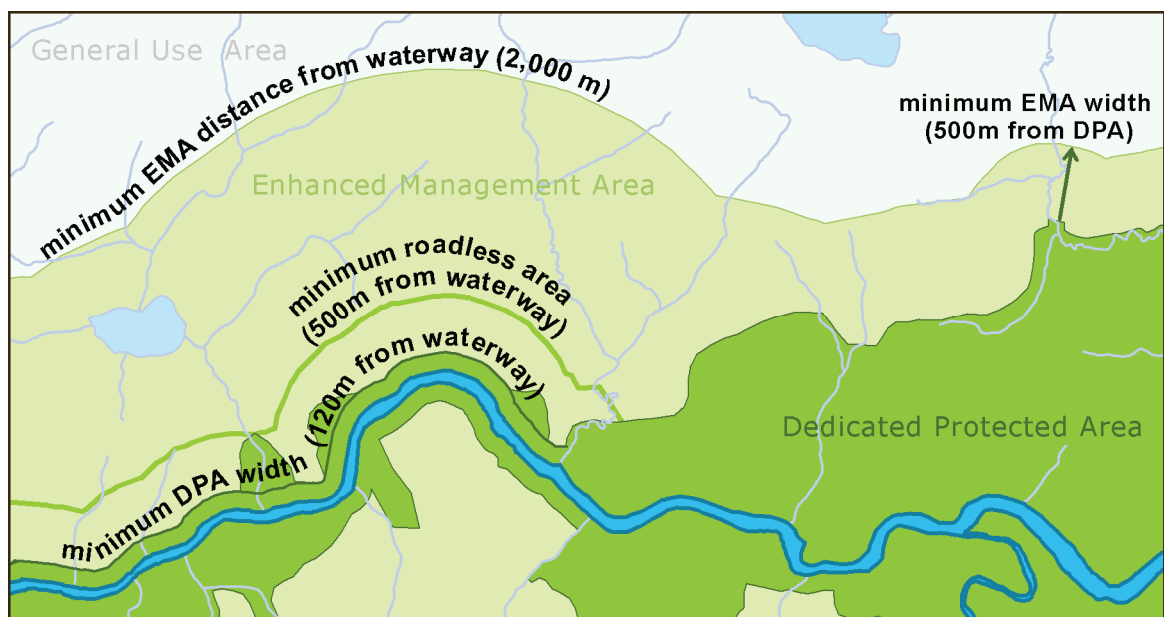 General Use Area
minimum EMA distance from waterway (2,000 m)
minimum EMA width
(500m from DPA)
Enhanced Management Area
minimum roadless area
(500m from waterway)
minimum DPA width (120m from waterway)
Dedicated Protected Area